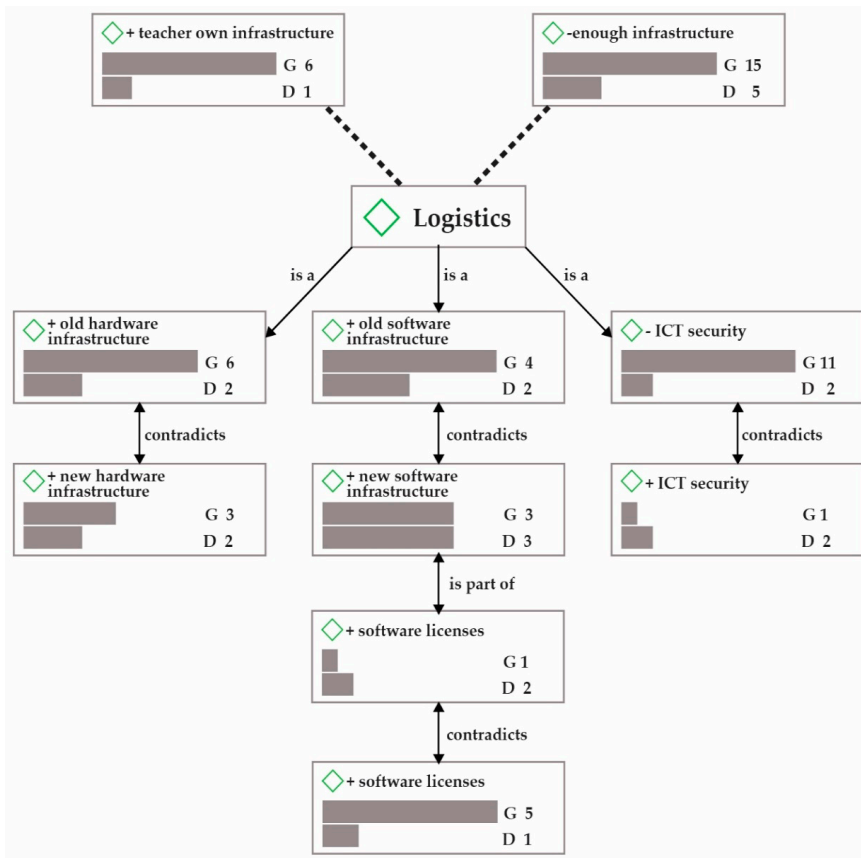 + teacher own infrastructure
G 6
D 1
-enough infrastructure
G 15
D 5
Logistics
is a
is a
is a
+ old hardware
infrastructure
G 6
D 2
+ old software
infrastructure
G 4
D 2
- ICT security
G 11
D 2
contradicts
contradicts
contradicts
+ new hardware
infrastructure
G 3
D 2
+ new software
infrastructure
G 3
D 3
+ ICT security
G 1
D 2
is part of
+ software licenses
G 1
D 2
contradicts
+ software licenses
G 5
D 1